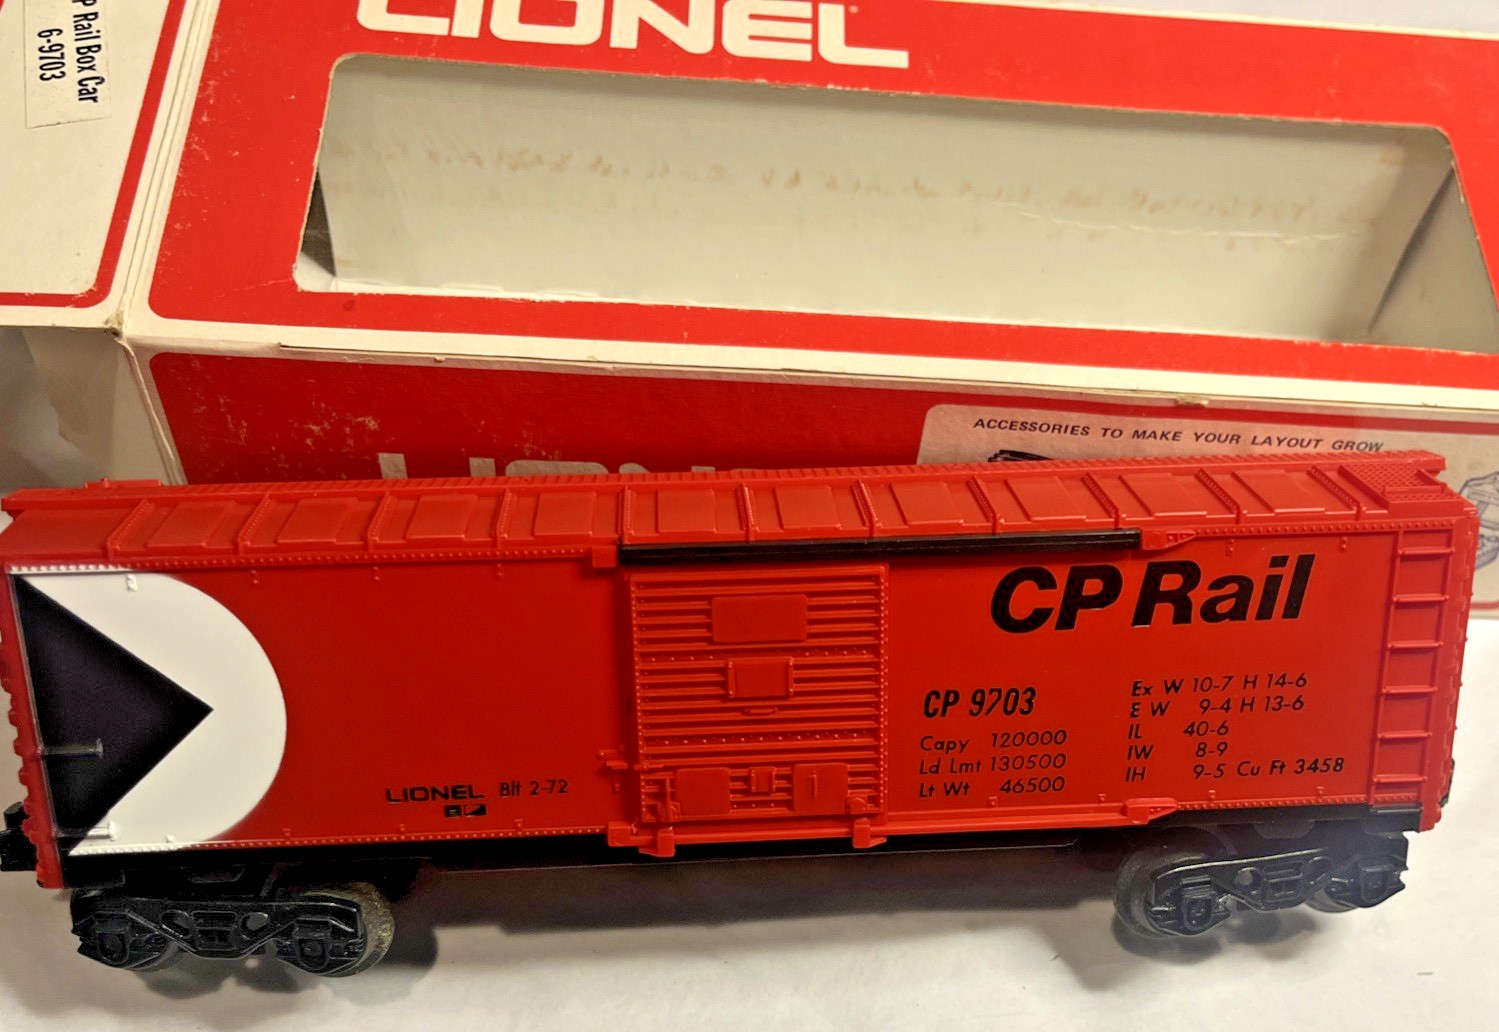 LIONEL
P Rail Box Car
6-9703
LIONEL
ACCESSORIES TO MAKE YOUR LAYOUT GROW
CP Rail
CP 9703
Capy 120000
Ld Lmt 130500
Lt Wt 46500
Ex W 10-7 H 14-6
E W 9-4 H 13-6
IL 40-6
IW 8-9
IH 9-5 Cu Ft 3458
LIONEL Blt 2-72